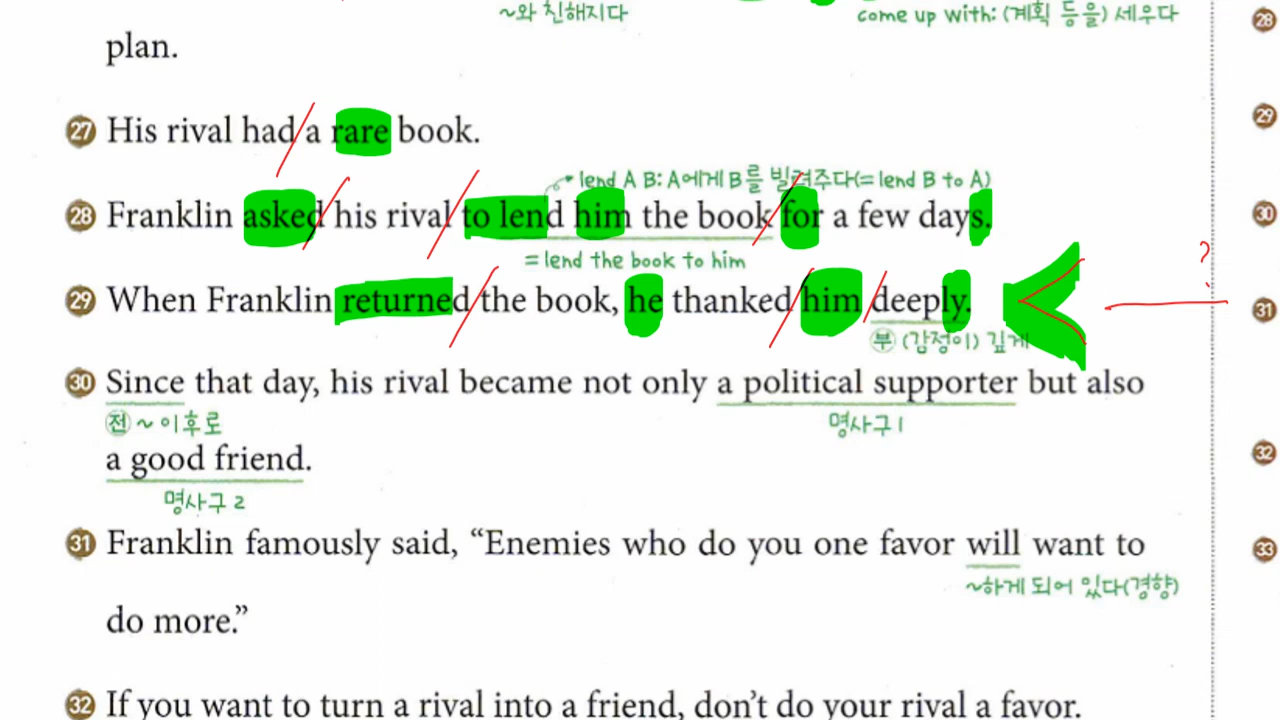 ~와 친해지다 come up with: (계획 등을) 세우다 28
plan.
27 His rival had a rare book. 29
lend A B: A에게 B를 빌려주다(= lend B to A)
28 Franklin asked his rival to lend him the book for a few days. 30
= lend the book to him
?
29 When Franklin returned the book, he thanked him deeply. 31
부 (감정이) 깊게
30 Since that day, his rival became not only a political supporter but also
전 ~ 이후로 명사구 1
a good friend. 32
명사구 2
31 Franklin famously said, “Enemies who do you one favor will want to 33
~하게 되어 있다(경향)
do more.”
32 If you want to turn a rival into a friend, don’t do your rival a favor.